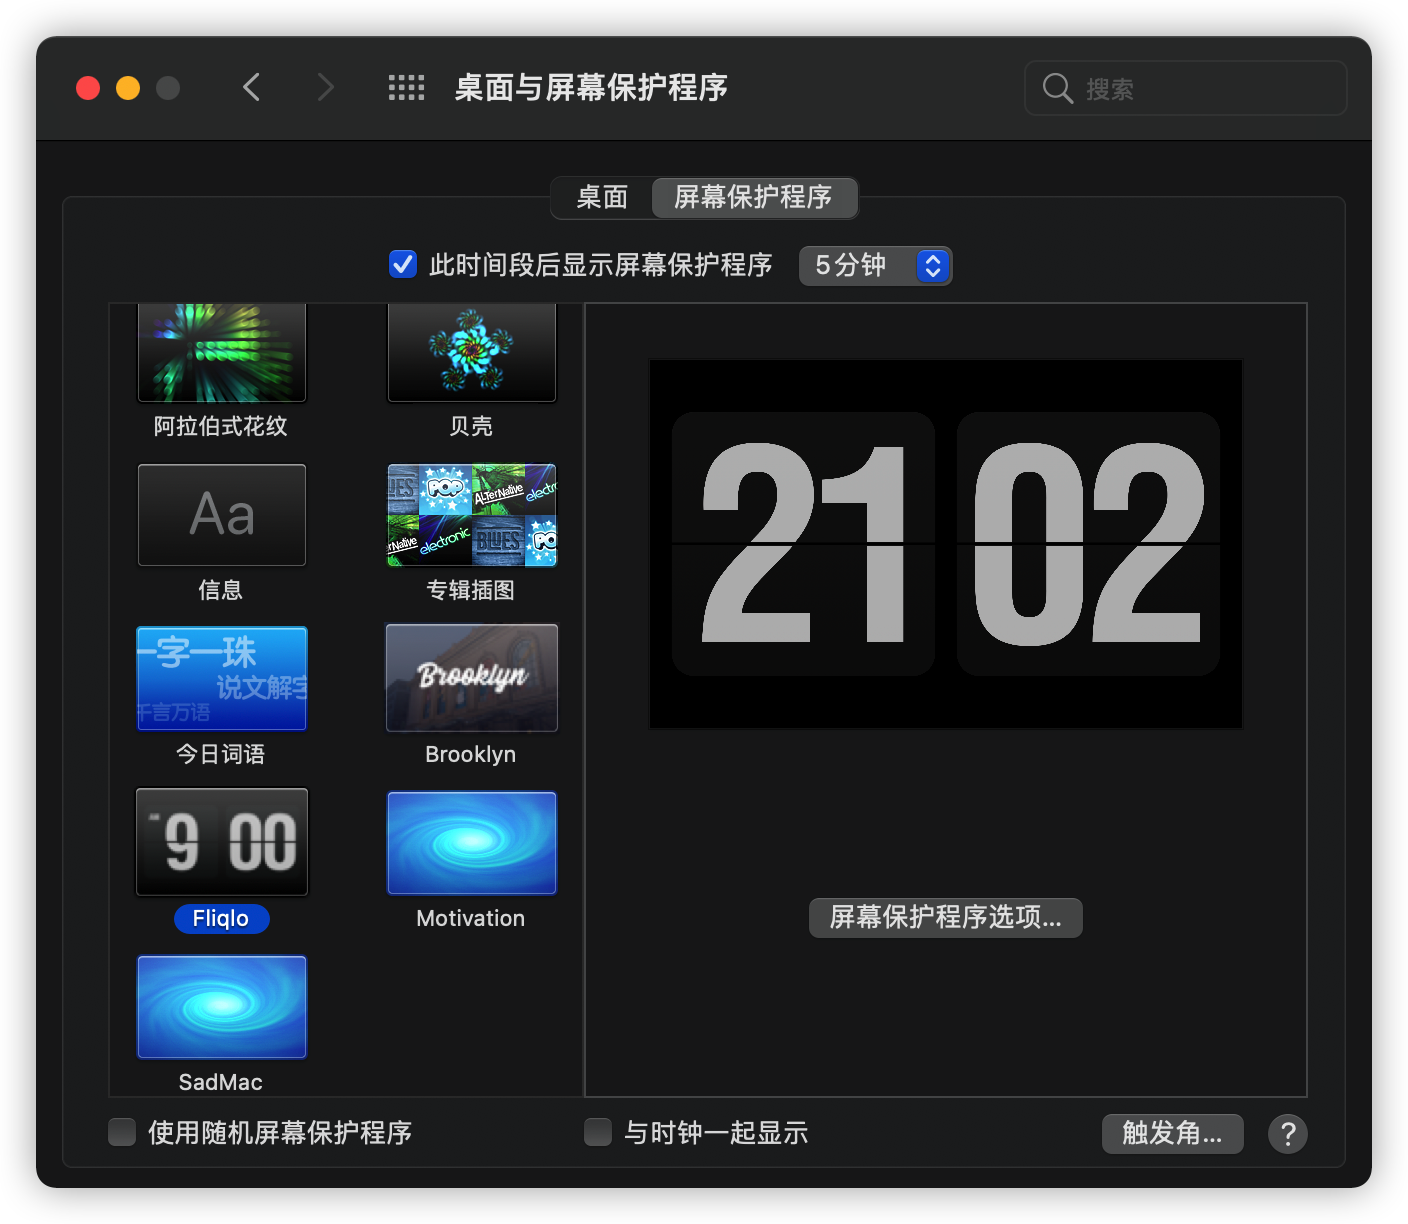 桌面与屏幕保护程序
搜索
桌面
屏幕保护程序
此时间段后显示屏幕保护程序
5分钟
阿拉伯式花纹
贝壳
Aa
BLUES
POP
ALTerNative
electronic
信息
专辑插图
一字一珠
说文解字
千言万语
Brooklyn
今日词语
Brooklyn
9 00
Fliqlo
Motivation
SadMac
21 02
屏幕保护程序选项...
使用随机屏幕保护程序
与时钟一起显示
触发角...
?